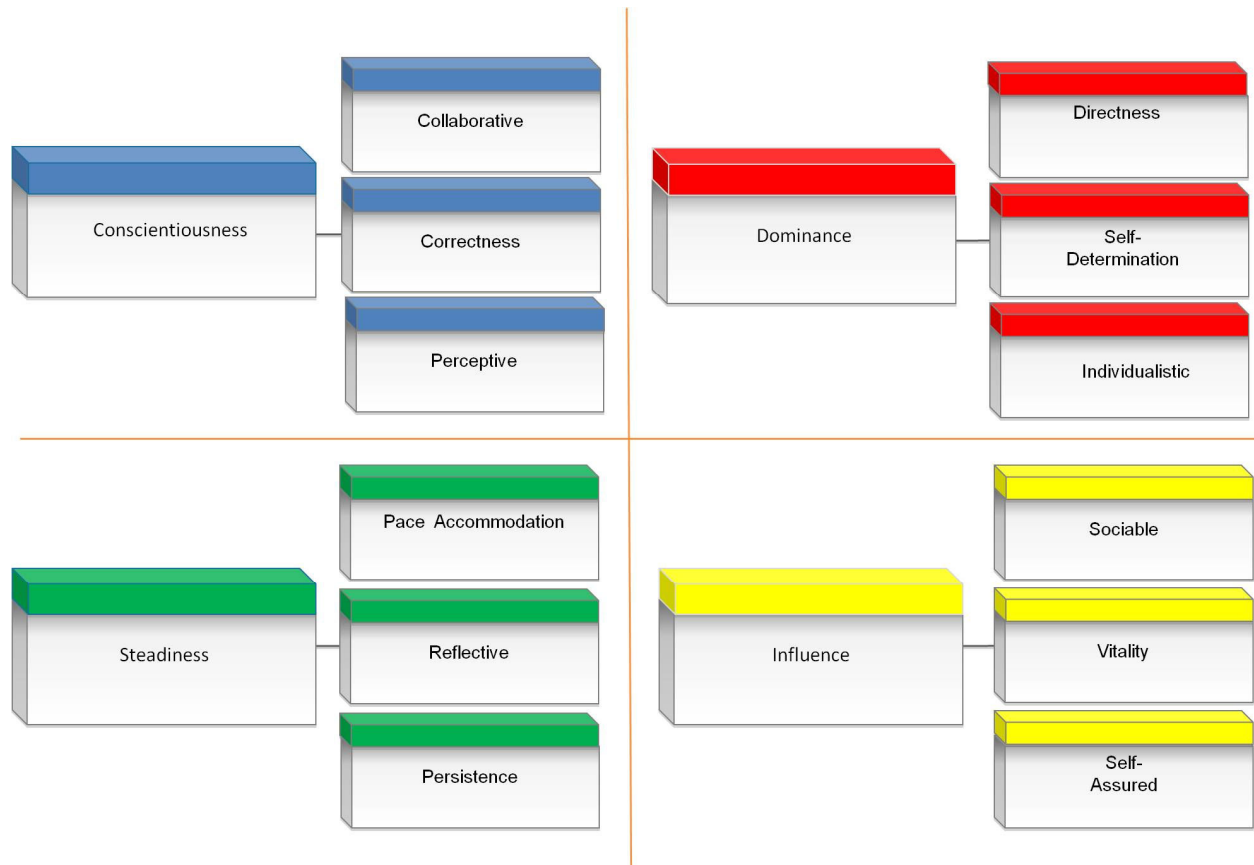 Conscientiousness
Collaborative
Correctness
Perceptive
Dominance
Directness
Self-
Determination
Individualistic
Steadiness
Pace Accommodation
Reflective
Persistence
Influence
Sociable
Vitality
Self-
Assured